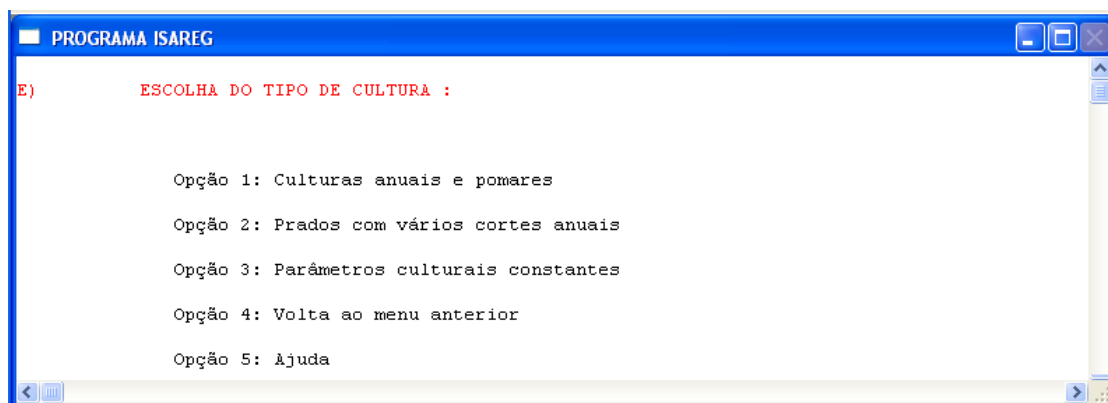 PROGRAMA ISAREG
E) ESCOLHA DO TIPO DE CULTURA :
Opção 1: Culturas anuais e pomares
Opção 2: Prados com vários cortes anuais
Opção 3: Parâmetros culturais constantes
Opção 4: Volta ao menu anterior
Opção 5: Ajuda